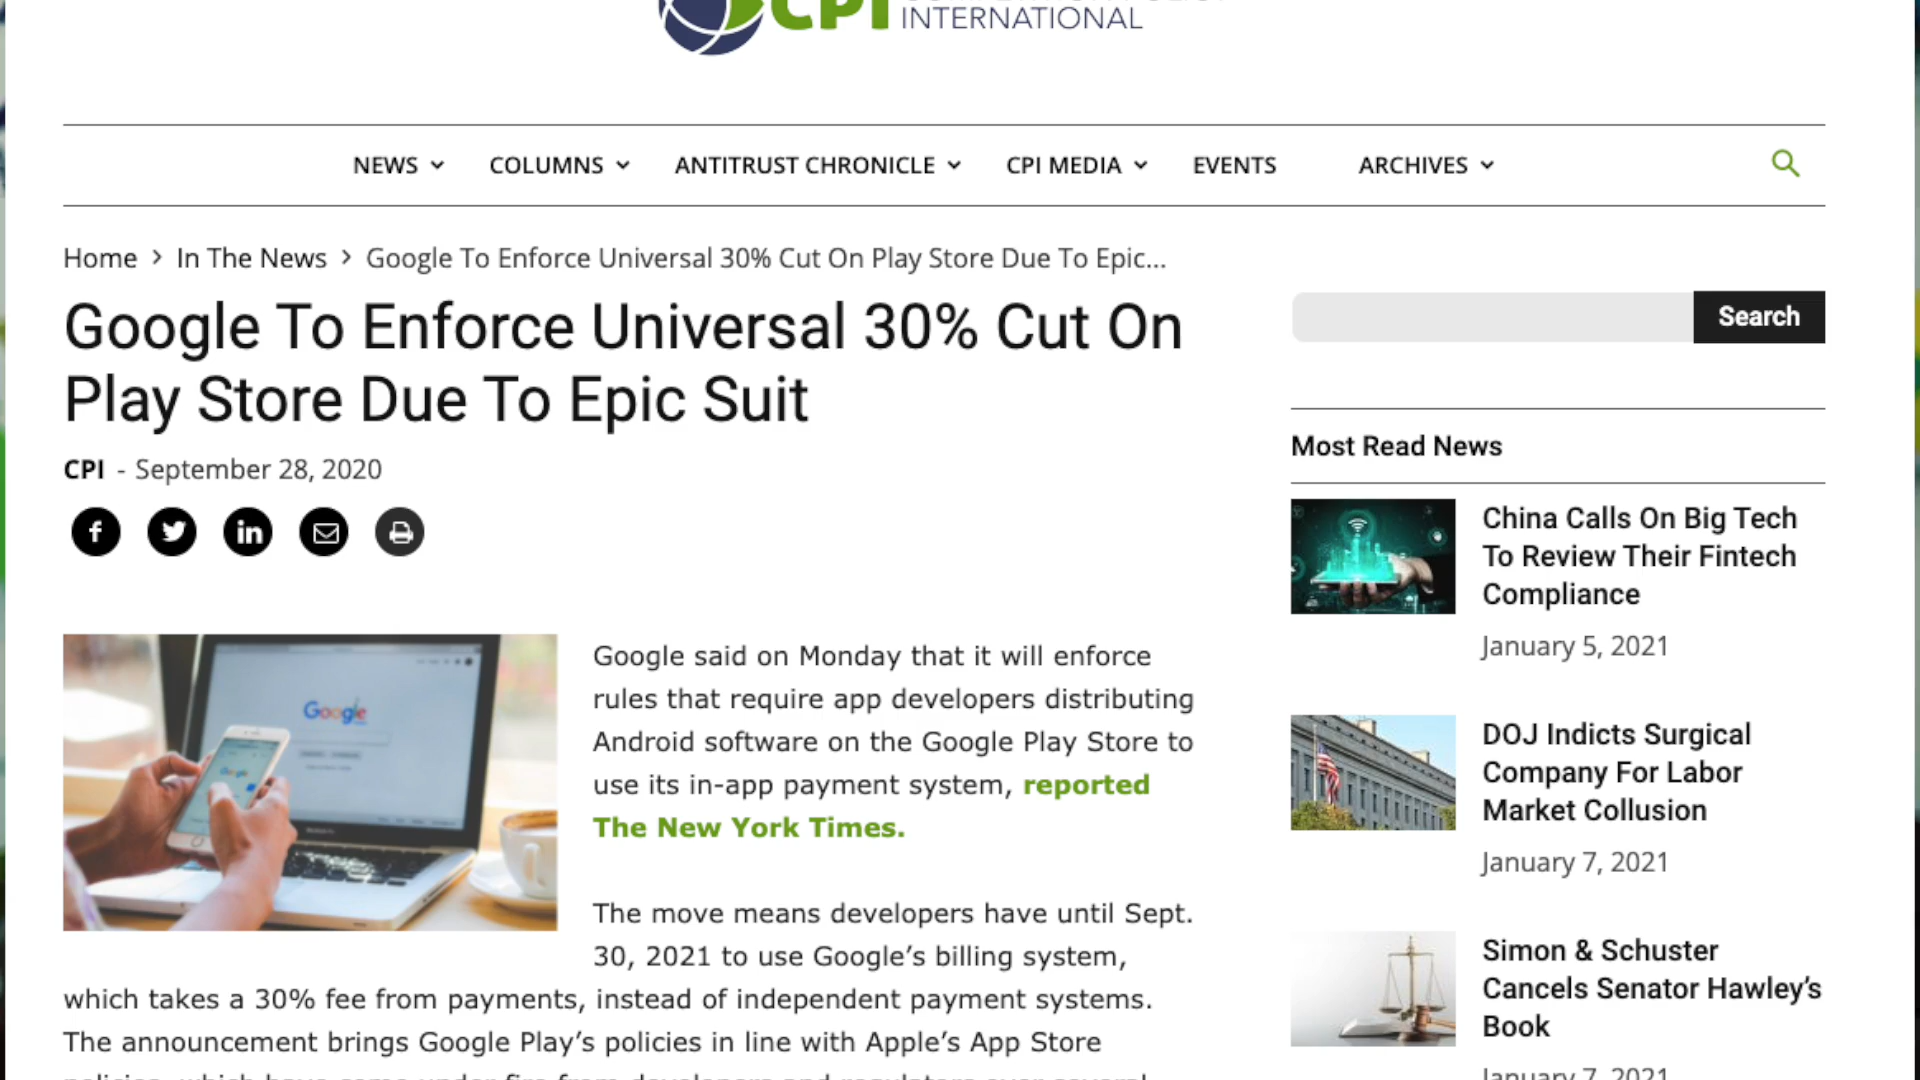 CPI
INTERNATIONAL
NEWS COLUMNS ANTITRUST CHRONICLE CPI MEDIA EVENTS ARCHIVES
Home > In The News > Google To Enforce Universal 30% Cut On Play Store Due To Epic...
Google To Enforce Universal 30% Cut On
Play Store Due To Epic Suit
CPI - September 28, 2020
Google
Google said on Monday that it will enforce
rules that require app developers distributing
Android software on the Google Play Store to
use its in-app payment system, reported
The New York Times.
The move means developers have until Sept.
30, 2021 to use Google’s billing system,
which takes a 30% fee from payments, instead of independent payment systems.
The announcement brings Google Play’s policies in line with Apple’s App Store
Search
Most Read News
China Calls On Big Tech
To Review Their Fintech
Compliance
January 5, 2021
DOJ Indicts Surgical
Company For Labor
Market Collusion
January 7, 2021
Simon & Schuster
Cancels Senator Hawley’s
Book
January 7, 2021